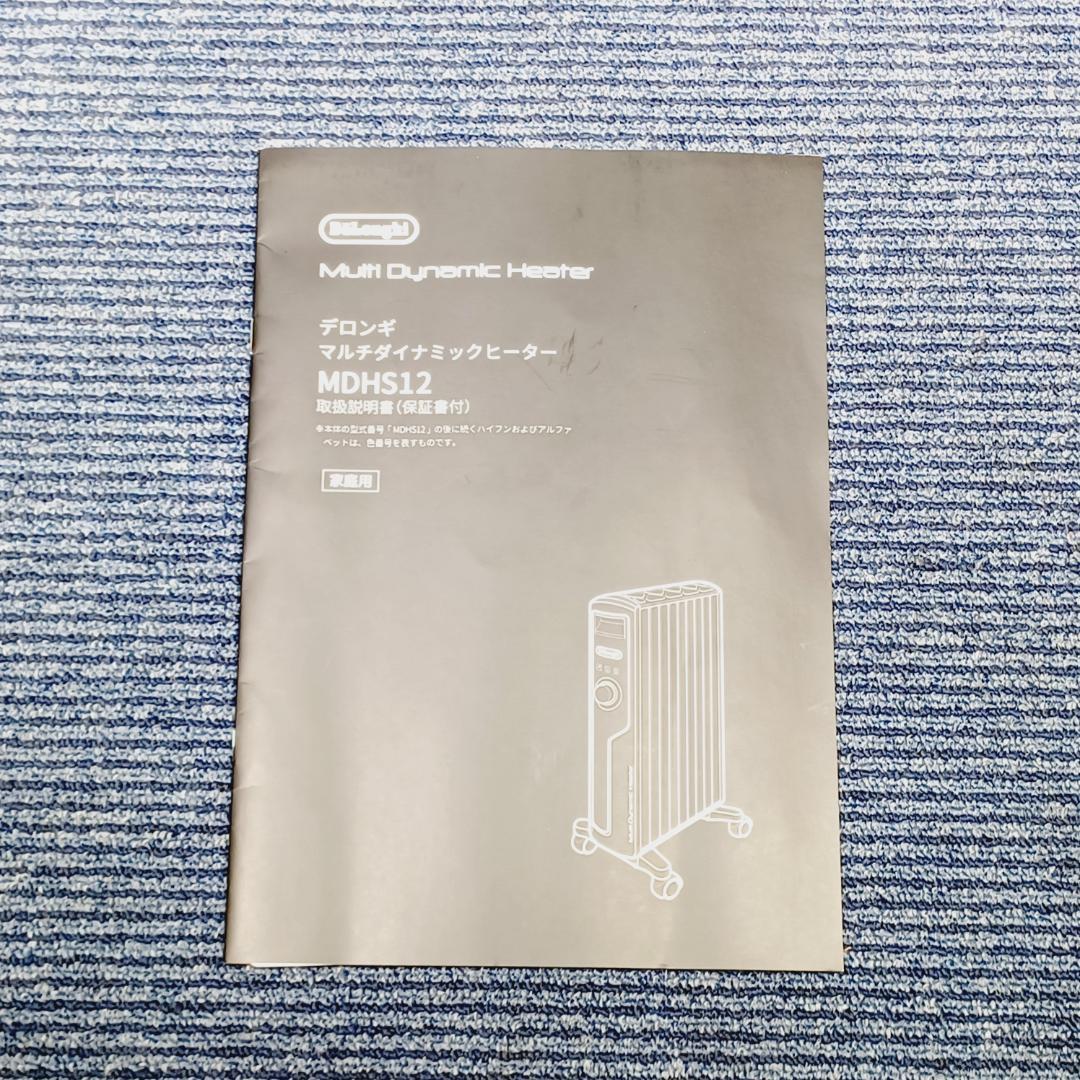 DeLonghi
Multi Dynamic Heater
デロンギ
マルチダイナミックヒーター
MDHS12
取扱説明書(保証書付)
※本体の型式番号「MDHS12」の後に続くハイフンおよびアルファ
ベットは、色番号を表すものです。
家庭用
Multi Dynamic Heater